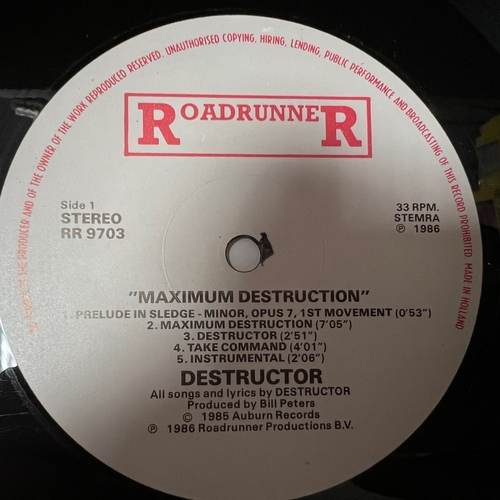 OF THE PRODUCER AND OF THE OWNER OF THE WORK REPRODUCED RESERVED. UNAUTHORISED COPYING, HIRING, LENDING, PUBLIC PERFORMANCE AND BROADCASTING OF THIS RECORD PROHIBITED MADE IN HOLLAND
ROADRUNNER
Side 1
STEREO
RR 9703
33 RPM.
STEMRA
℗ 1986
"MAXIMUM DESTRUCTION"
1. PRELUDE IN SLEDGE - MINOR, OPUS 7, 1ST MOVEMENT (0'53")
2. MAXIMUM DESTRUCTION (7'05")
3. DESTRUCTOR (2'51")
4. TAKE COMMAND (4'01")
5. INSTRUMENTAL (2'06")
DESTRUCTOR
All songs and lyrics by DESTRUCTOR
Produced by Bill Peters
© 1985 Auburn Records
℗ 1986 Roadrunner Productions B.V.